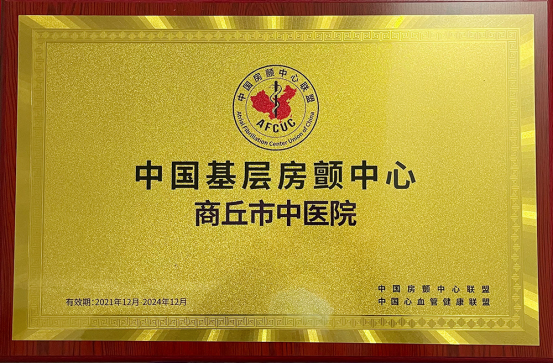 中国房颤中心联盟
AFCUC
Atrial Fibrillation Center Union of China
中国基层房颤中心
商丘市中医院
有效期:2021年12月-2024年12月
中国房颤中心联盟
中国心血管健康联盟